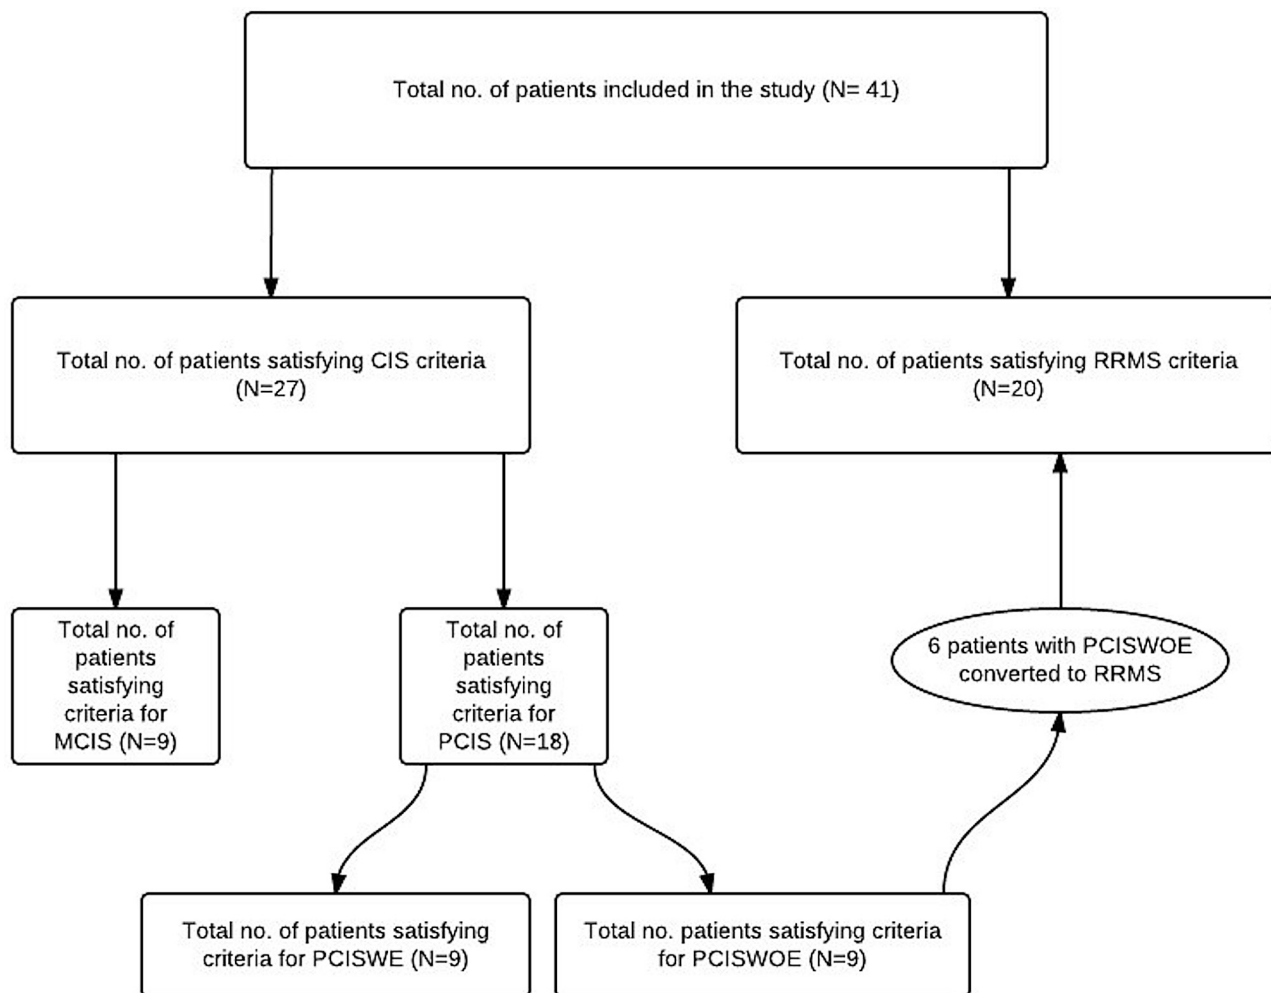 Total no. of patients included in the study (N= 41)
Total no. of patients satisfying CIS criteria
(N=27)
Total no. of patients satisfying RRMS criteria
(N=20)
Total no. of
patients
satisfying
criteria for
MCIS (N=9)
Total no. of
patients
satisfying
criteria for
PCIS (N=18)
6 patients with PCISWOE
converted to RRMS
Total no. of patients satisfying
criteria for PCISWE (N=9)
Total no. patients satisfying criteria
for PCISWOE (N=9)